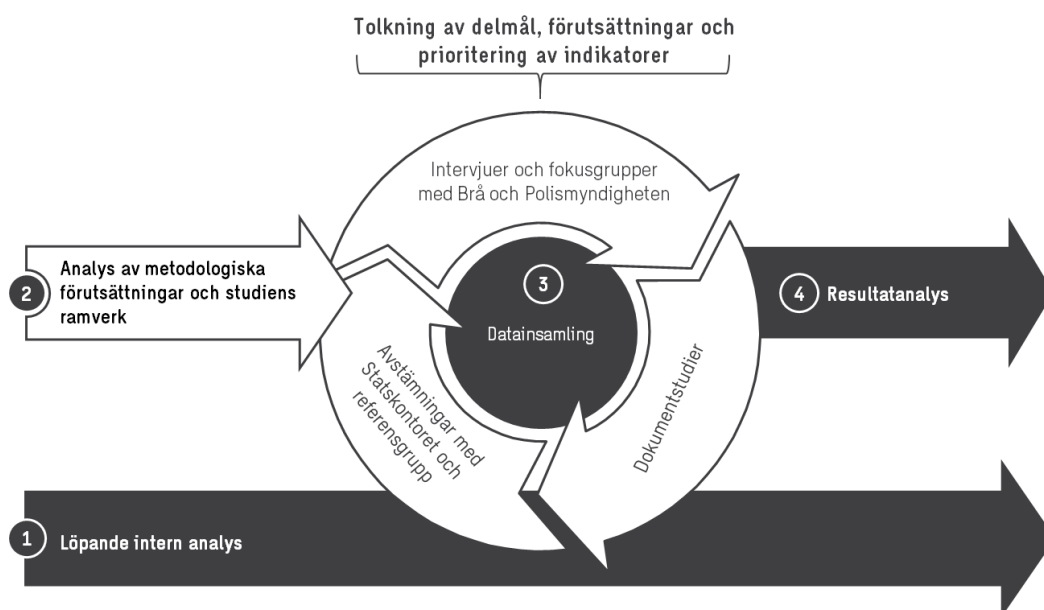 Tolkning av delmål, förutsättningar och
prioritering av indikatorer
Intervjuer och fokusgrupper
med Brå och Polismyndigheten
2
Analys av metodologiska
förutsättningar och studiens
ramverk
3
Datainsamling
4
Resultatanalys
Avstämningar med
Statskontoret och
referensgrupp
Dokumentstudier
1
Löpande intern analys